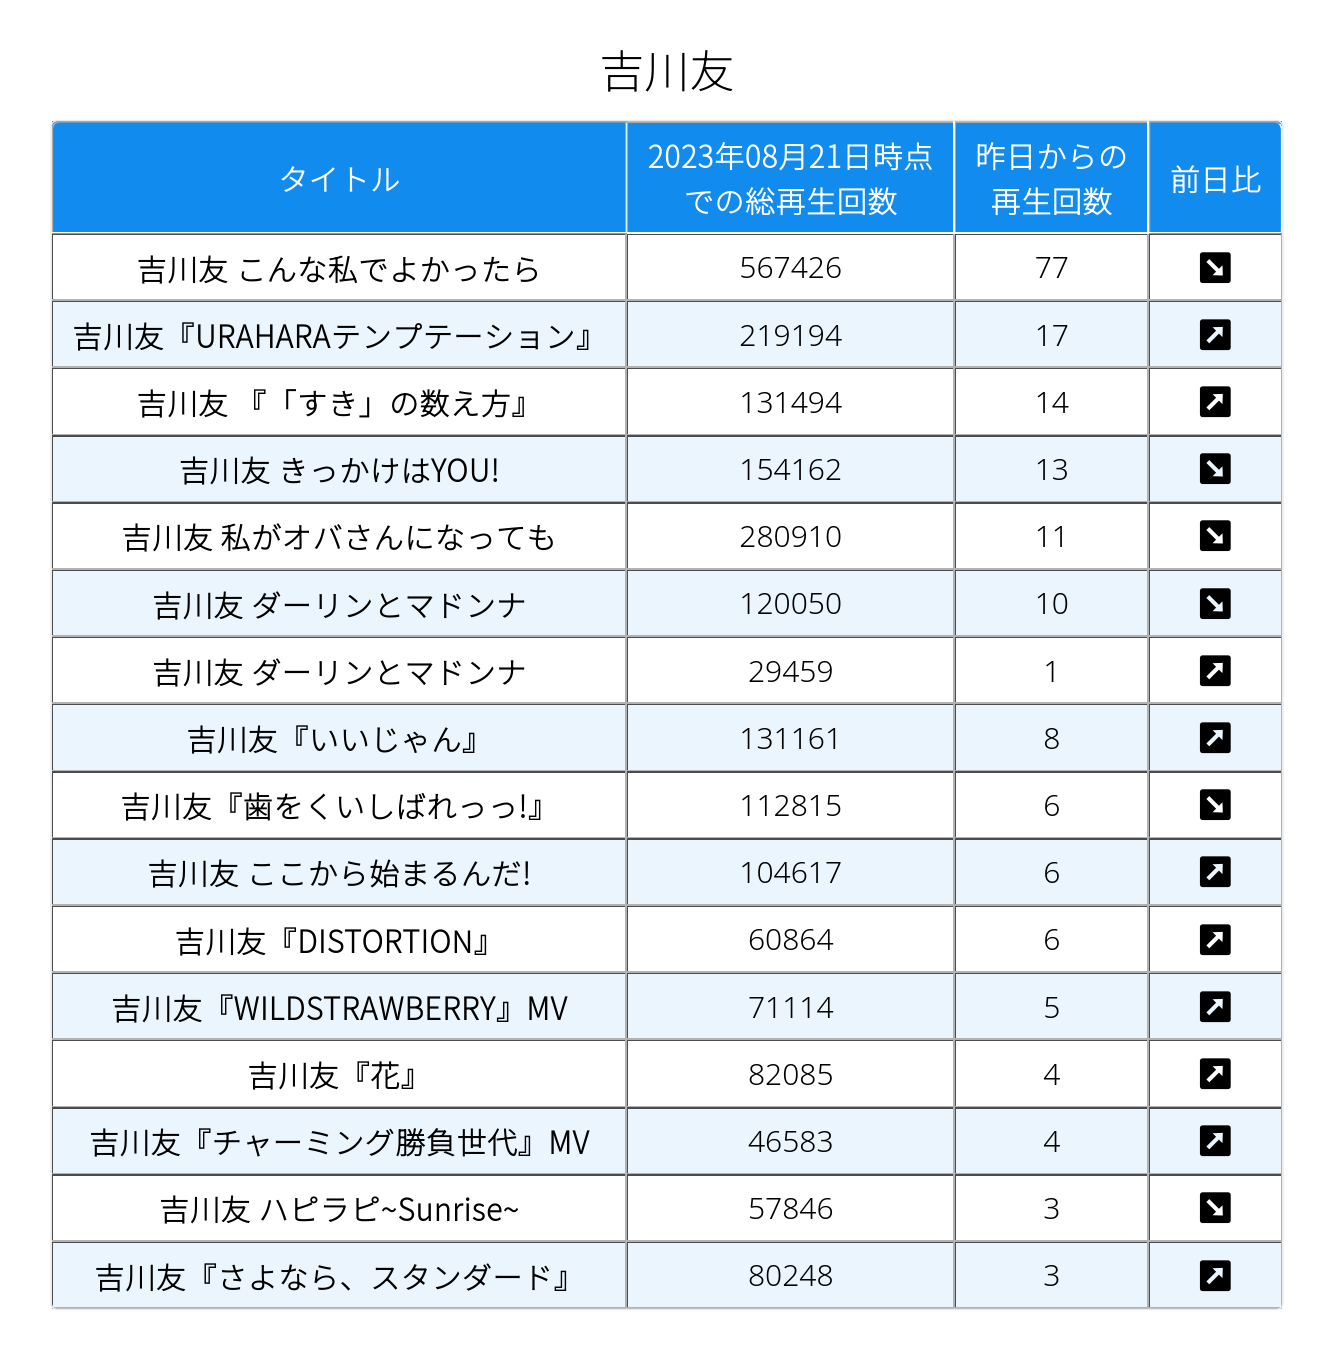 吉川友
タイトル
2023年08月21日時点
での総再生回数
昨日からの
再生回数
前日比
吉川友 こんな私でよかったら 567426 77 ↘
吉川友『URAHARAテンプテーション』 219194 17 ↗
吉川友 『「すき」の数え方』 131494 14 ↗
吉川友 きっかけはYOU! 154162 13 ↘
吉川友 私がオバさんになっても 280910 11 ↘
吉川友 ダーリンとマドンナ 120050 10 ↘
吉川友 ダーリンとマドンナ 29459 1 ↗
吉川友『いいじゃん』 131161 8 ↗
吉川友『歯をくいしばれっっ!』 112815 6 ↘
吉川友 ここから始まるんだ! 104617 6 ↗
吉川友『DISTORTION』 60864 6 ↗
吉川友『WILDSTRAWBERRY』MV 71114 5 ↗
吉川友『花』 82085 4 ↗
吉川友『チャーミング勝負世代』MV 46583 4 ↗
吉川友 ハピラピ~Sunrise~ 57846 3 ↘
吉川友『さよなら、スタンダード』 80248 3 ↗